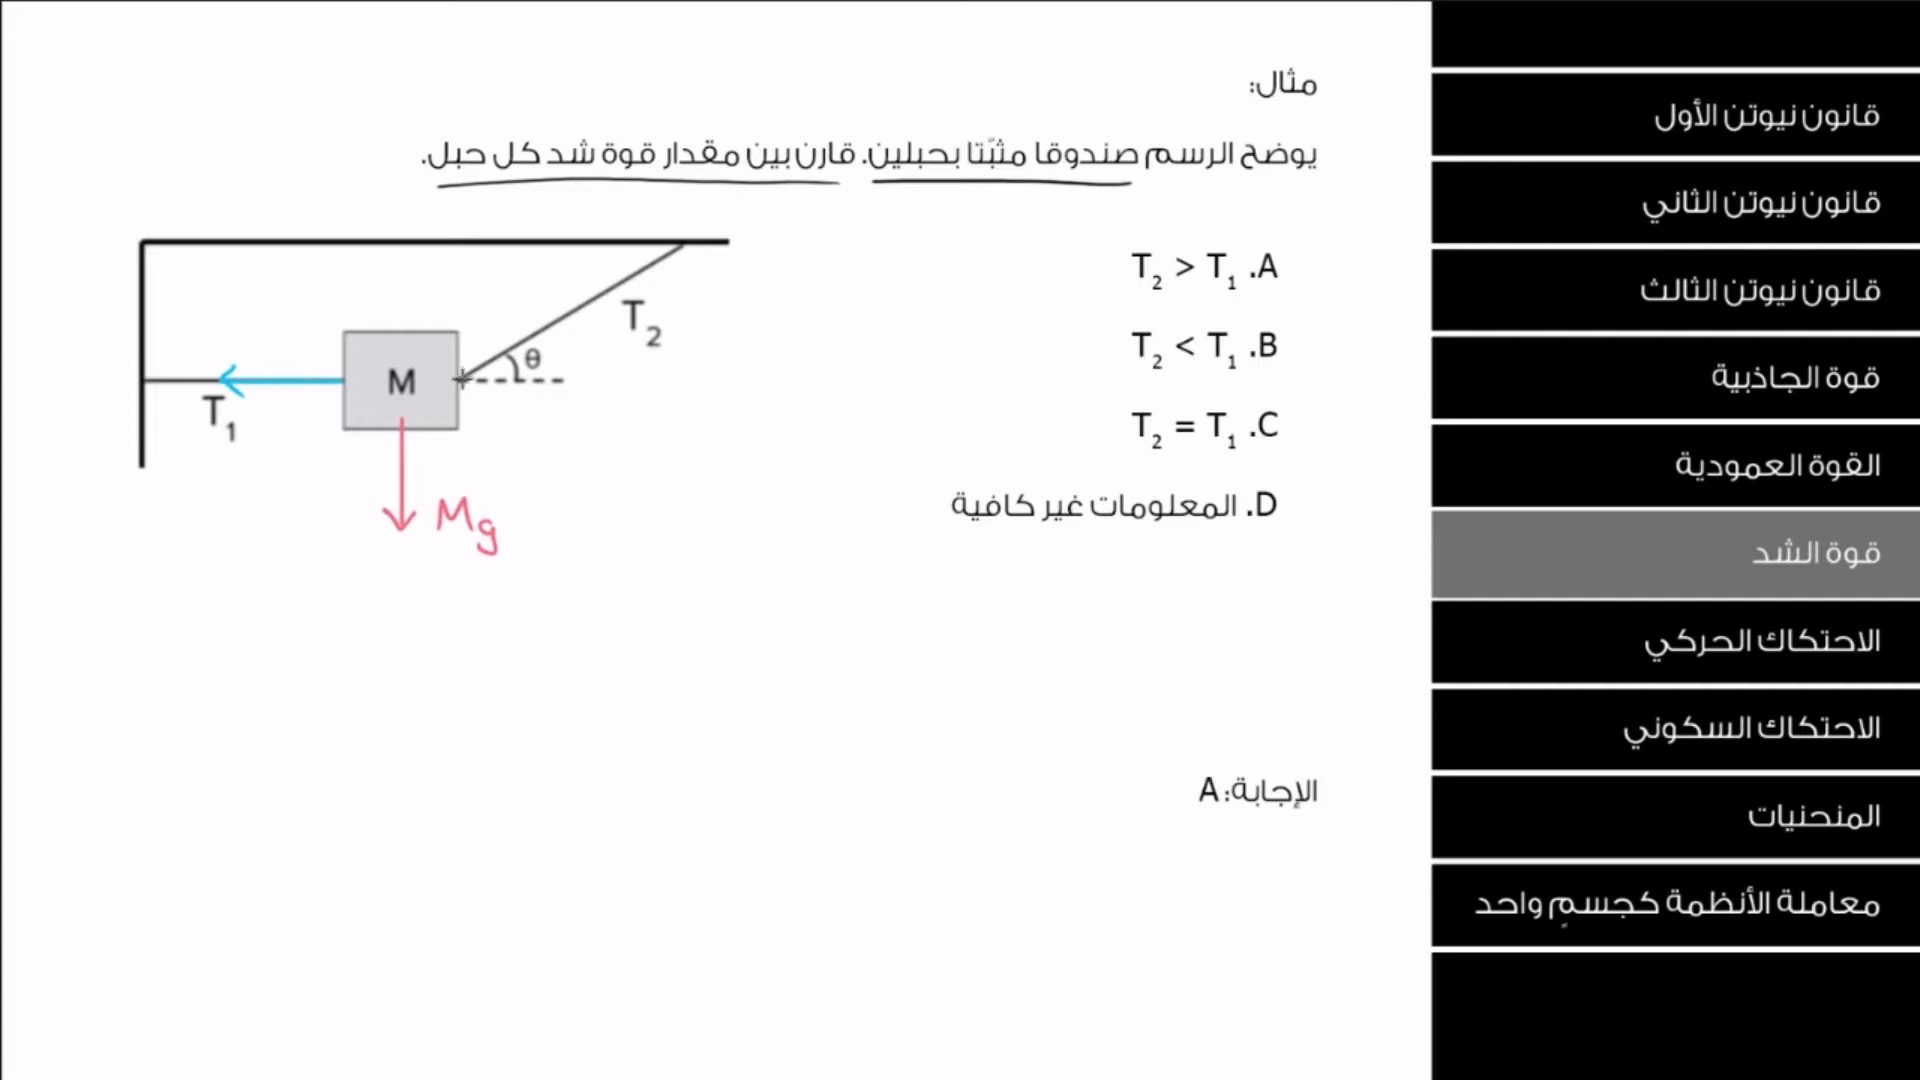 مثال:
يوضح الرسم صندوقا مثبّتا بحبلين. قارن بين مقدار قوة شد كل حبل.
T₂ > T₁ .A
T₂ < T₁ .B
T₂ = T₁ .C
D. المعلومات غير كافية
T₂
θ
M
T₁
Mg
الإجابة: A
قانون نيوتن الأول
قانون نيوتن الثاني
قانون نيوتن الثالث
قوة الجاذبية
القوة العمودية
قوة الشد
الاحتكاك الحركي
الاحتكاك السكوني
المنحنيات
معاملة الأنظمة كجسمٍ واحد